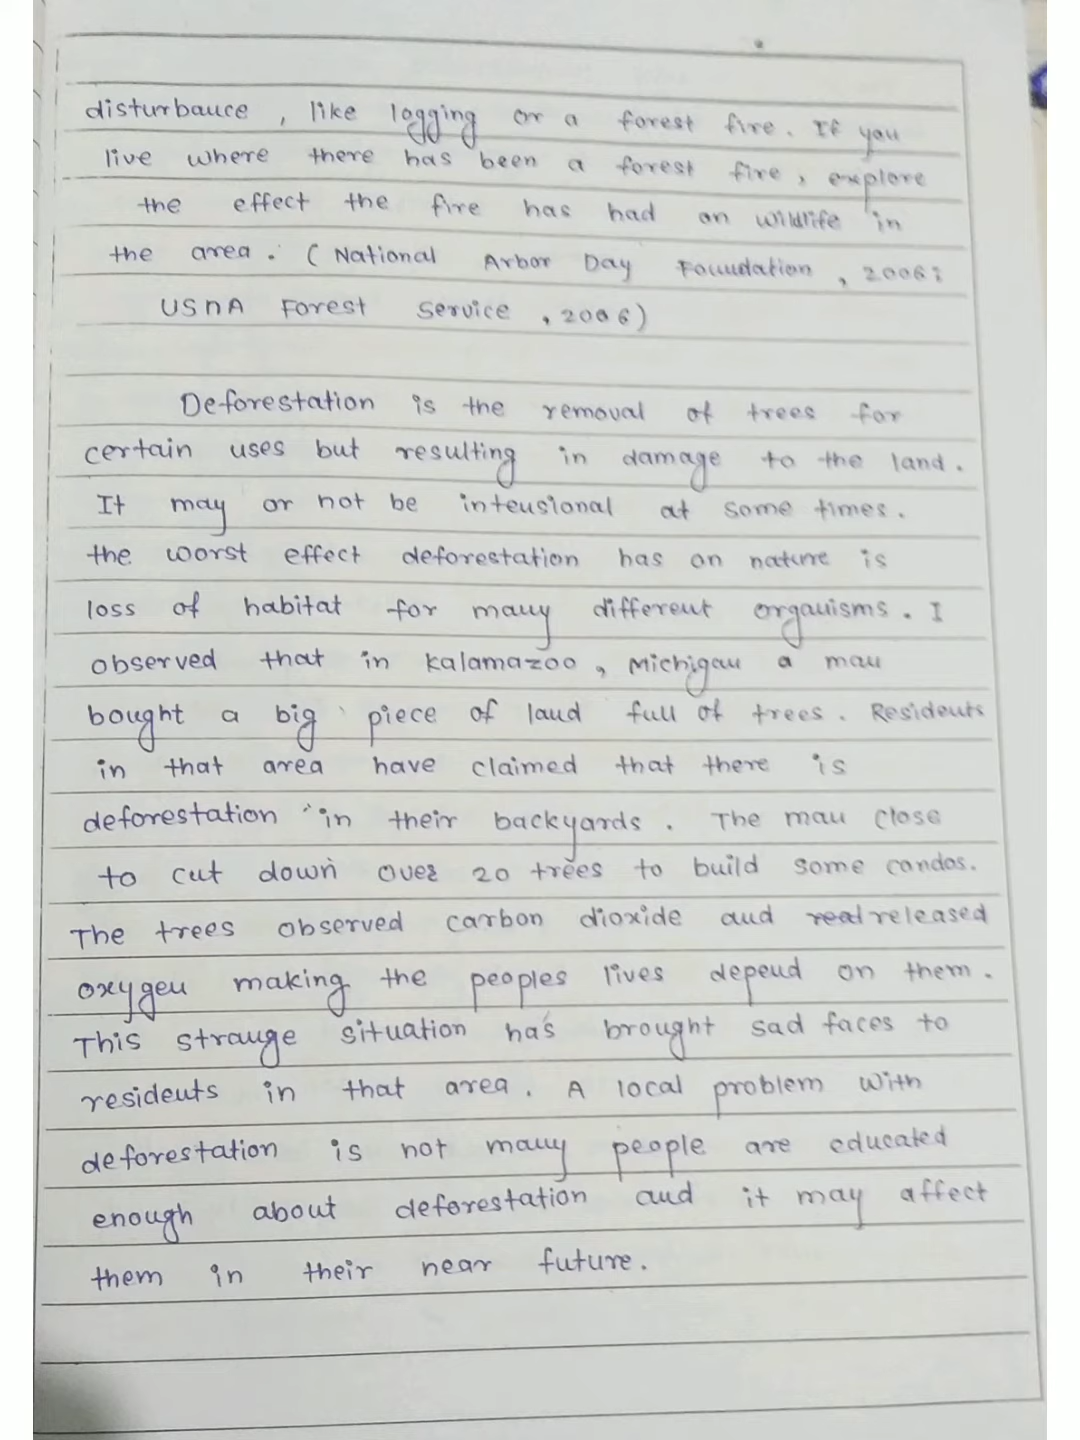 disturbance, like logging or a forest fire. If you
live where there has been a forest fire, explore
the effect the fire has had on wildlife in
the area. (National Arbor Day Foundation, 2006;
USnA Forest Service, 2006)
Deforestation is the removal of trees for
certain uses but resulting in damage to the land.
It may or not be intensional at some times.
the worst effect deforestation has on nature is
loss of habitat for many different organisms. I
observed that in Kalamazoo, Michigan a man
bought a big piece of land full of trees. Residents
in that area have claimed that there is
deforestation in their backyards. The man close
to cut down over 20 trees to build some condos.
The trees observed carbon dioxide and released
oxygen making the peoples lives depend on them.
This strange situation has brought sad faces to
residents in that area. A local problem with
deforestation is not many people are educated
enough about deforestation and it may affect
them in their near future.